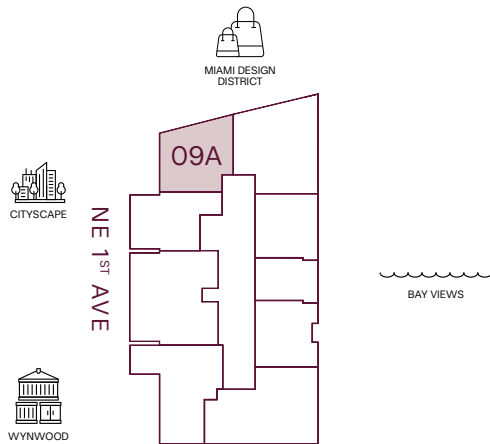 MIAMI DESIGN
DISTRICT
09A
CITYSCAPE
NE 1ST AVE
BAY VIEWS
WYNWOOD